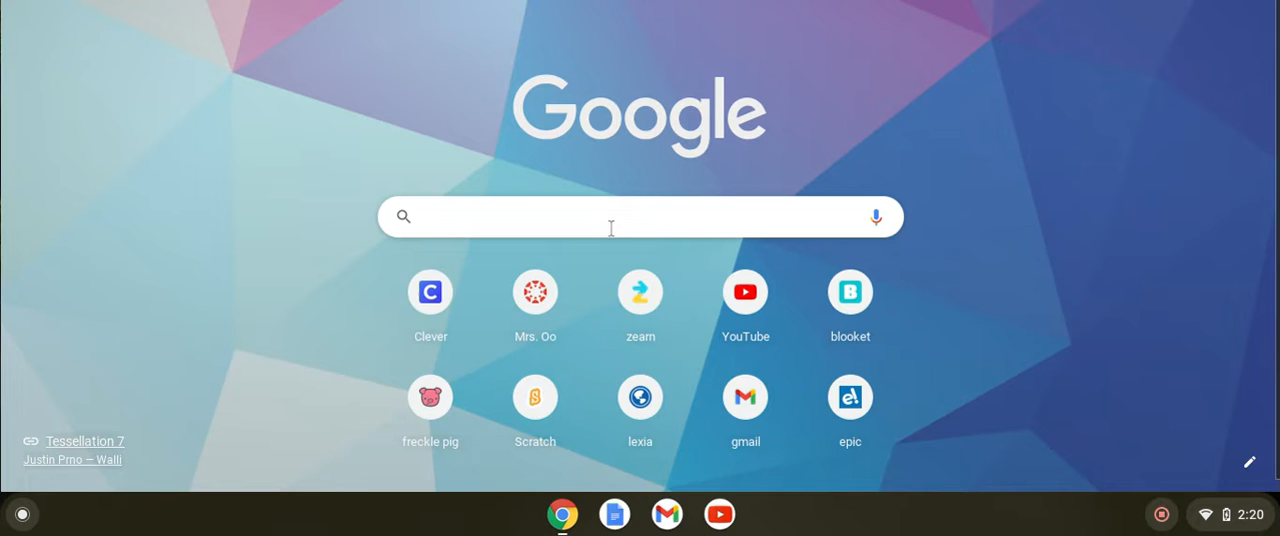 Google
Clever
Mrs. Oo
zearn
YouTube
blooket
freckle pig
Scratch
lexia
gmail
epic
Tessellation 7
Justin Prno — Walli
2:20